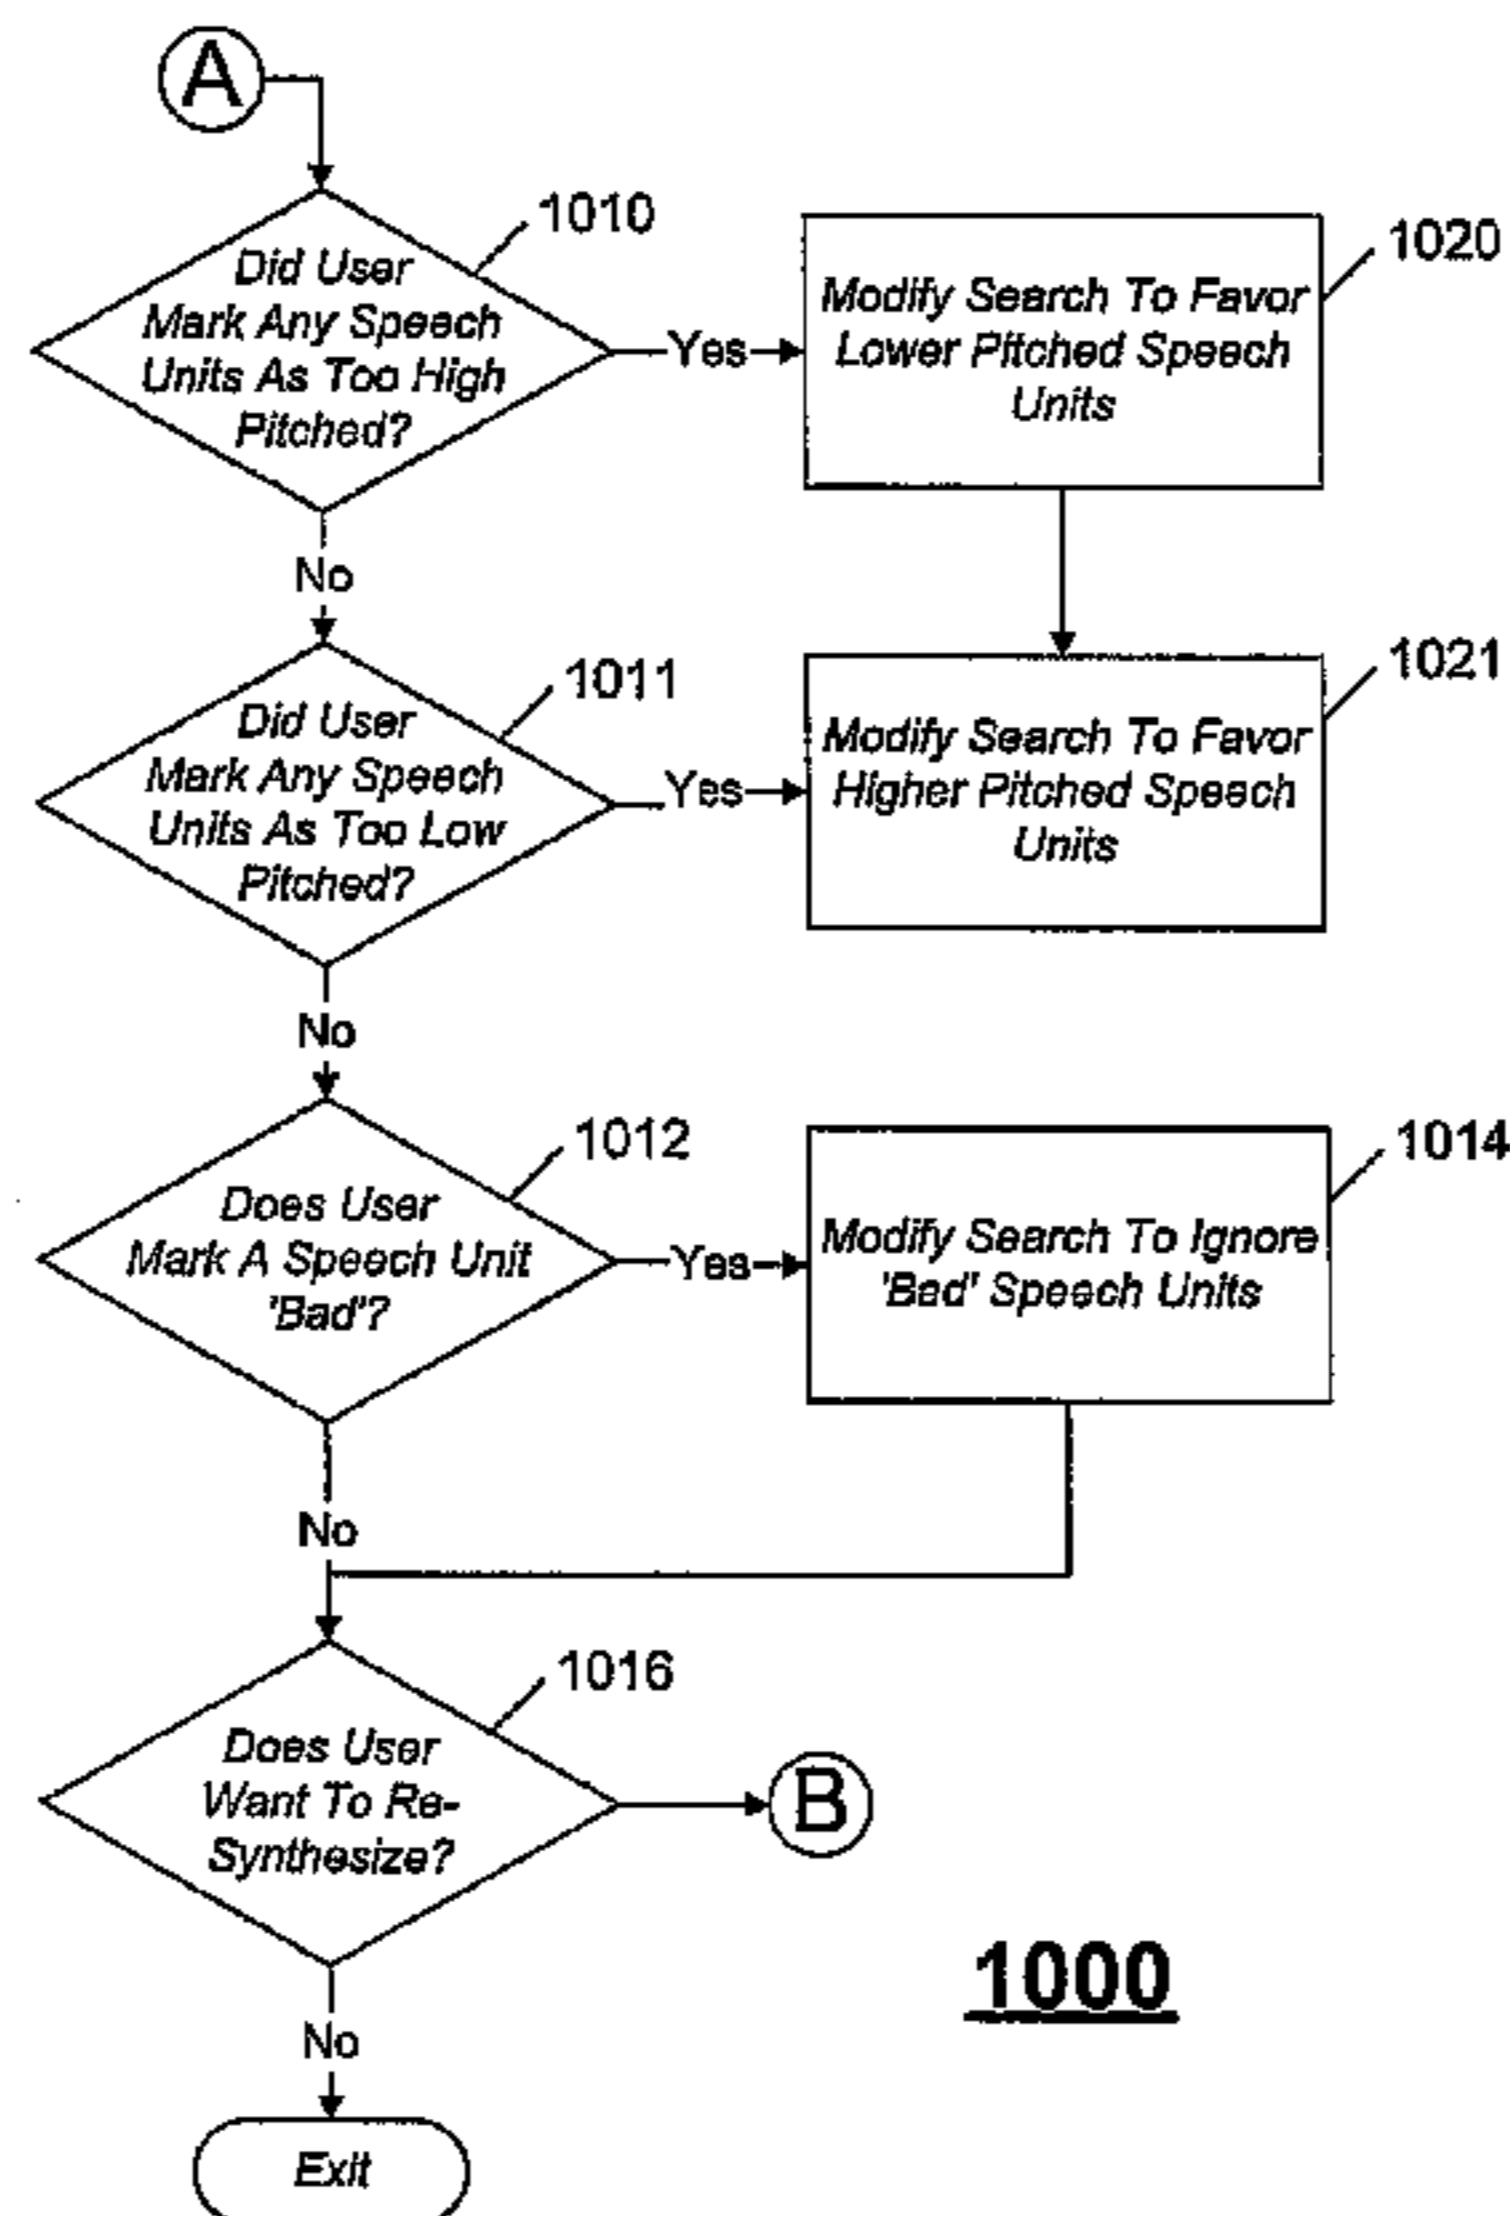 A
1010
Did User
Mark Any Speech
Units As Too High
Pitched?
Yes
1020
Modify Search To Favor
Lower Pitched Speech
Units
No
1011
Did User
Mark Any Speech
Units As Too Low
Pitched?
Yes
1021
Modify Search To Favor
Higher Pitched Speech
Units
No
1012
Does User
Mark A Speech Unit
'Bad'?
Yes
1014
Modify Search To Ignore
'Bad' Speech Units
No
1016
Does User
Want To Re-
Synthesize?
B
No
1000
Exit